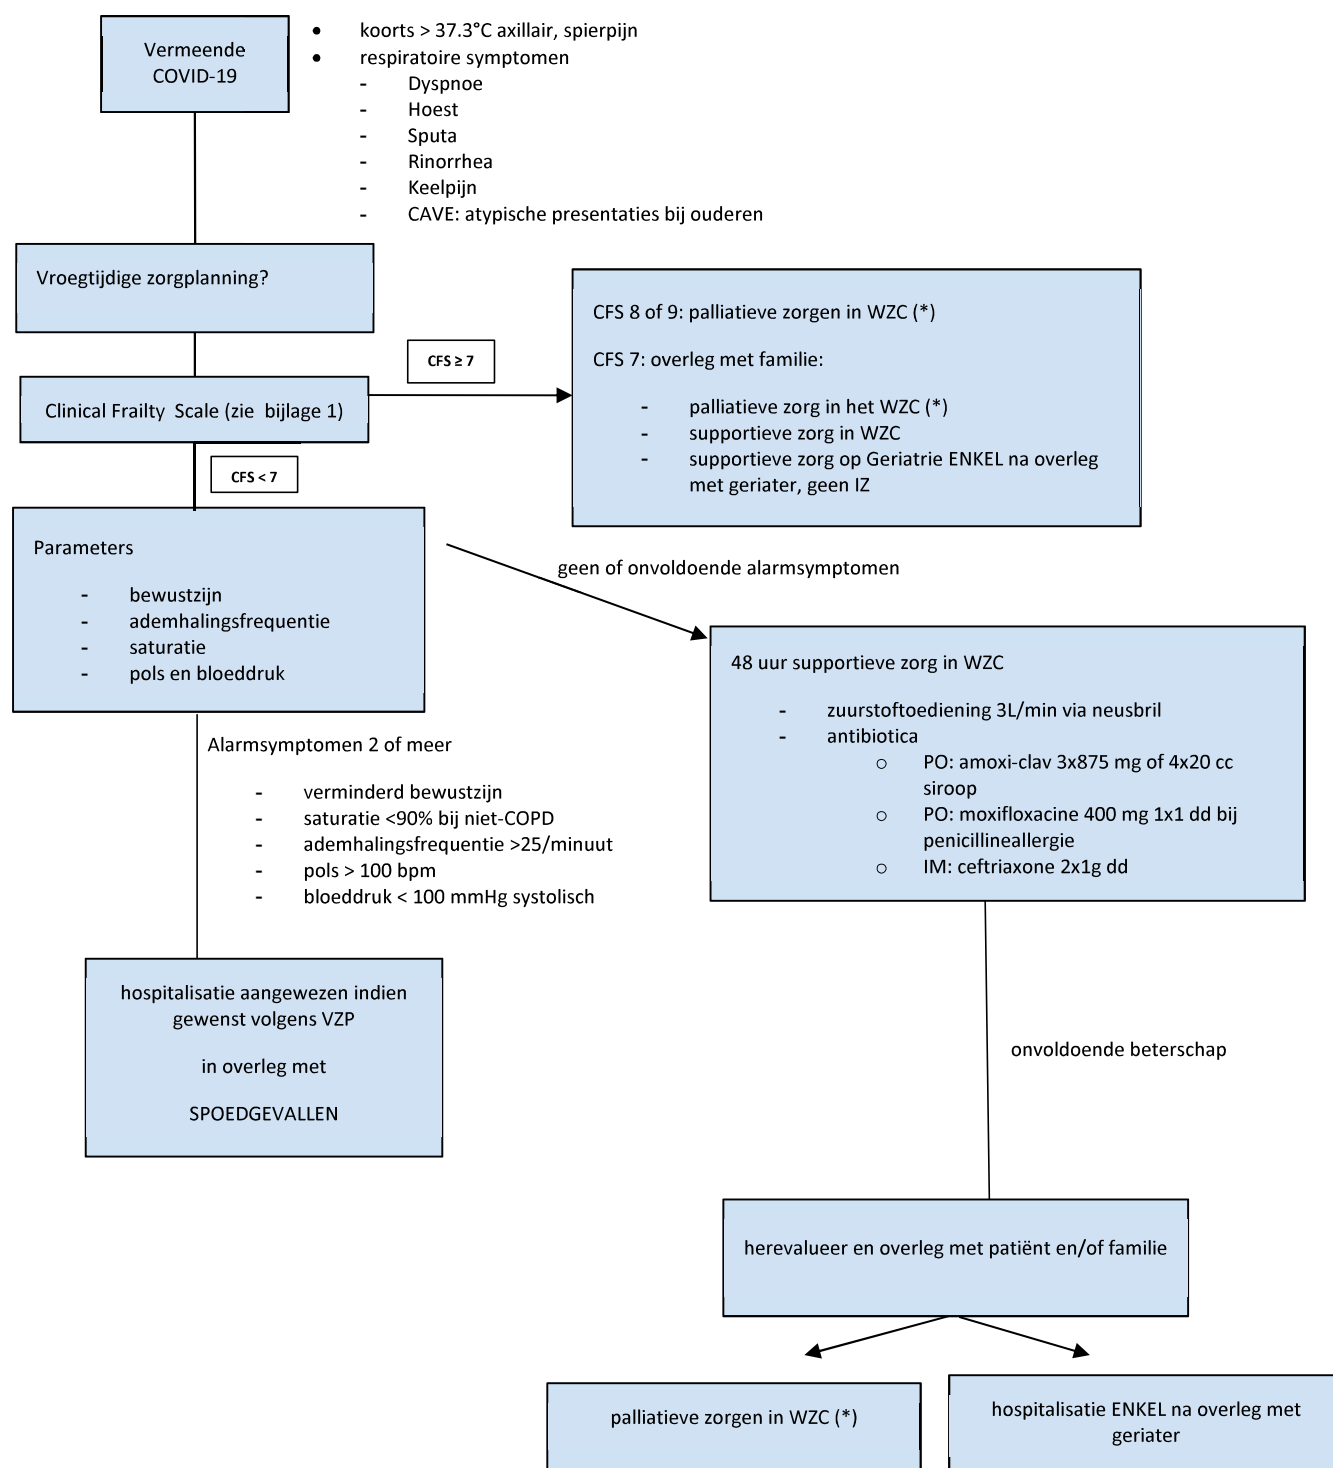 Vermeende
COVID-19
• koorts > 37.3°C axillair, spierpijn
• respiratoire symptomen
- Dyspnoe
- Hoest
- Sputa
- Rinorrhea
- Keelpijn
- CAVE: atypische presentaties bij ouderen
Vroegtijdige zorgplanning?
CFS ≥ 7
Clinical Frailty Scale (zie bijlage 1)
CFS 8 of 9: palliatieve zorgen in WZC (*)
CFS 7: overleg met familie:
- palliatieve zorg in het WZC (*)
- supportieve zorg in WZC
- supportieve zorg op Geriatrie ENKEL na overleg
met geriater, geen IZ
CFS < 7
Parameters
- bewustzijn
- ademhalingsfrequentie
- saturatie
- pols en bloeddruk
geen of onvoldoende alarmsymptomen
48 uur supportieve zorg in WZC
- zuurstoftoediening 3L/min via neusbril
- antibiotica
o PO: amoxi-clav 3x875 mg of 4x20 cc
siroop
o PO: moxifloxacine 400 mg 1x1 dd bij
penicillineallergie
o IM: ceftriaxone 2x1g dd
Alarmsymptomen 2 of meer
- verminderd bewustzijn
- saturatie <90% bij niet-COPD
- ademhalingsfrequentie >25/minuut
- pols > 100 bpm
- bloeddruk < 100 mmHg systolisch
hospitalisatie aangewezen indien
gewenst volgens VZP
in overleg met
SPOEDGEVALLEN
onvoldoende beterschap
herevalueer en overleg met patiënt en/of familie
palliatieve zorgen in WZC (*)
hospitalisatie ENKEL na overleg met
geriater